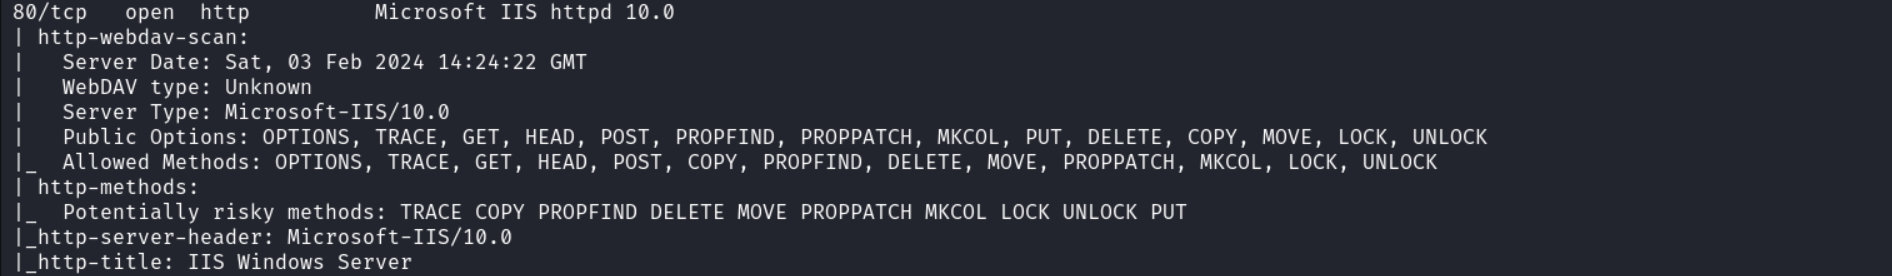 80/tcp   open  http          Microsoft IIS httpd 10.0
| http-webdav-scan:
|   Server Date: Sat, 03 Feb 2024 14:24:22 GMT
|   WebDAV type: Unknown
|   Server Type: Microsoft-IIS/10.0
|   Public Options: OPTIONS, TRACE, GET, HEAD, POST, PROPFIND, PROPPATCH, MKCOL, PUT, DELETE, COPY, MOVE, LOCK, UNLOCK
|_  Allowed Methods: OPTIONS, TRACE, GET, HEAD, POST, COPY, PROPFIND, DELETE, MOVE, PROPPATCH, MKCOL, LOCK, UNLOCK
| http-methods:
|_  Potentially risky methods: TRACE COPY PROPFIND DELETE MOVE PROPPATCH MKCOL LOCK UNLOCK PUT
|_http-server-header: Microsoft-IIS/10.0
|_http-title: IIS Windows Server